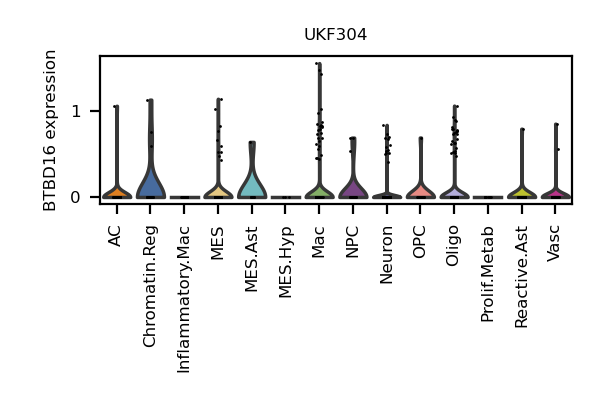 UKF304
BTBD16 expression
1
0
AC
Chromatin.Reg
Inflammatory.Mac
MES
MES.Ast
MES.Hyp
Mac
NPC
Neuron
OPC
Oligo
Prolif.Metab
Reactive.Ast
Vasc